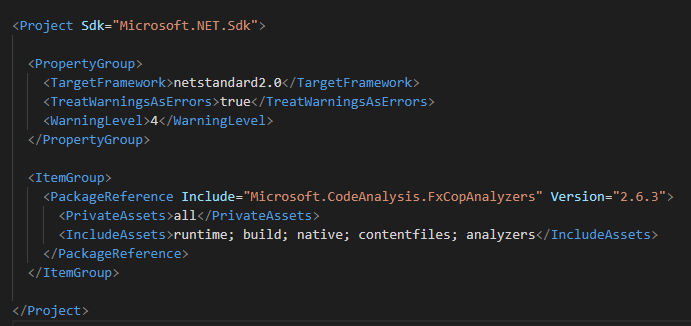 <Project Sdk="Microsoft.NET.Sdk">
<PropertyGroup>
<TargetFramework>netstandard2.0</TargetFramework>
<TreatWarningsAsErrors>true</TreatWarningsAsErrors>
<WarningLevel>4</WarningLevel>
</PropertyGroup>
<ItemGroup>
<PackageReference Include="Microsoft.CodeAnalysis.FxCopAnalyzers" Version="2.6.3">
<PrivateAssets>all</PrivateAssets>
<IncludeAssets>runtime; build; native; contentfiles; analyzers</IncludeAssets>
</PackageReference>
</ItemGroup>
</Project>